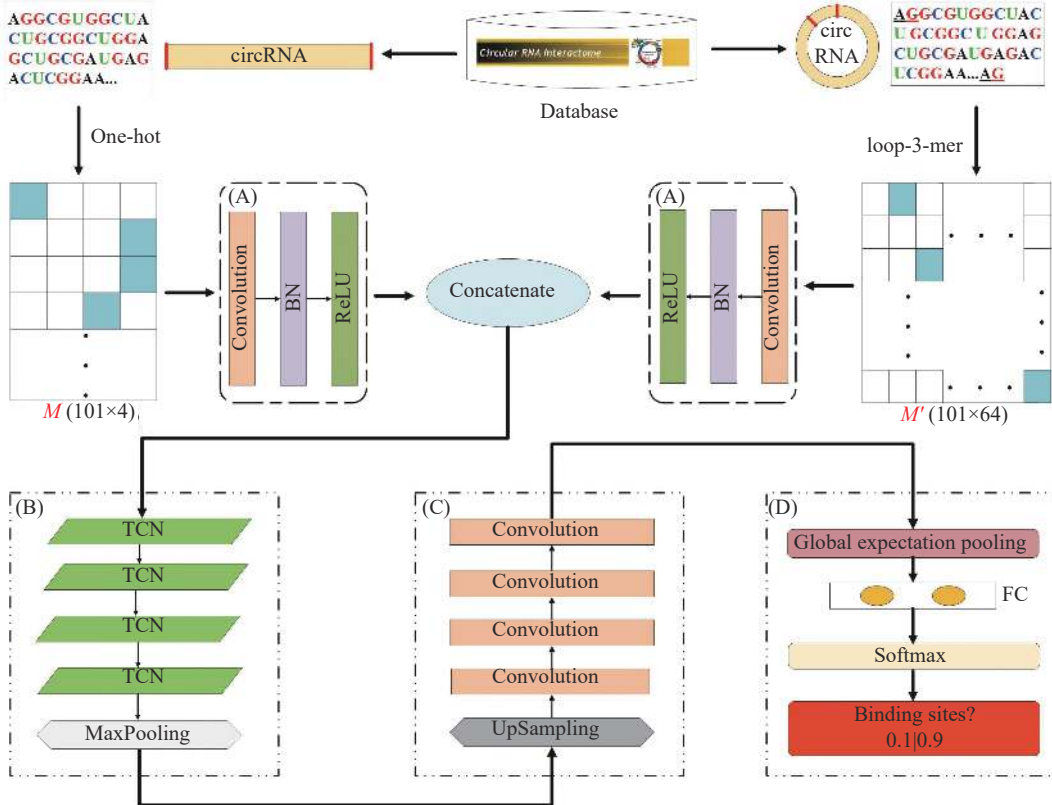 AGGCGUGGCUA
CUGCGGCUGGA
GCUGCGAUGAG
ACUCGGAA...
circRNA
Circular RNA Interactome
Database
circ
RNA
AGGCGUGGCUAC
UGCGGCUGGAG
CUGCGAUGAGAC
UCGGAA...AG
One-hot
loop-3-mer
(A)
Convolution
BN
ReLU
Concatenate
(A)
ReLU
BN
Convolution
M (101×4)
M' (101×64)
(B)
TCN
TCN
TCN
TCN
MaxPooling
(C)
Convolution
Convolution
Convolution
Convolution
UpSampling
(D)
Global expectation pooling
FC
Softmax
Binding sites?
0.1|0.9